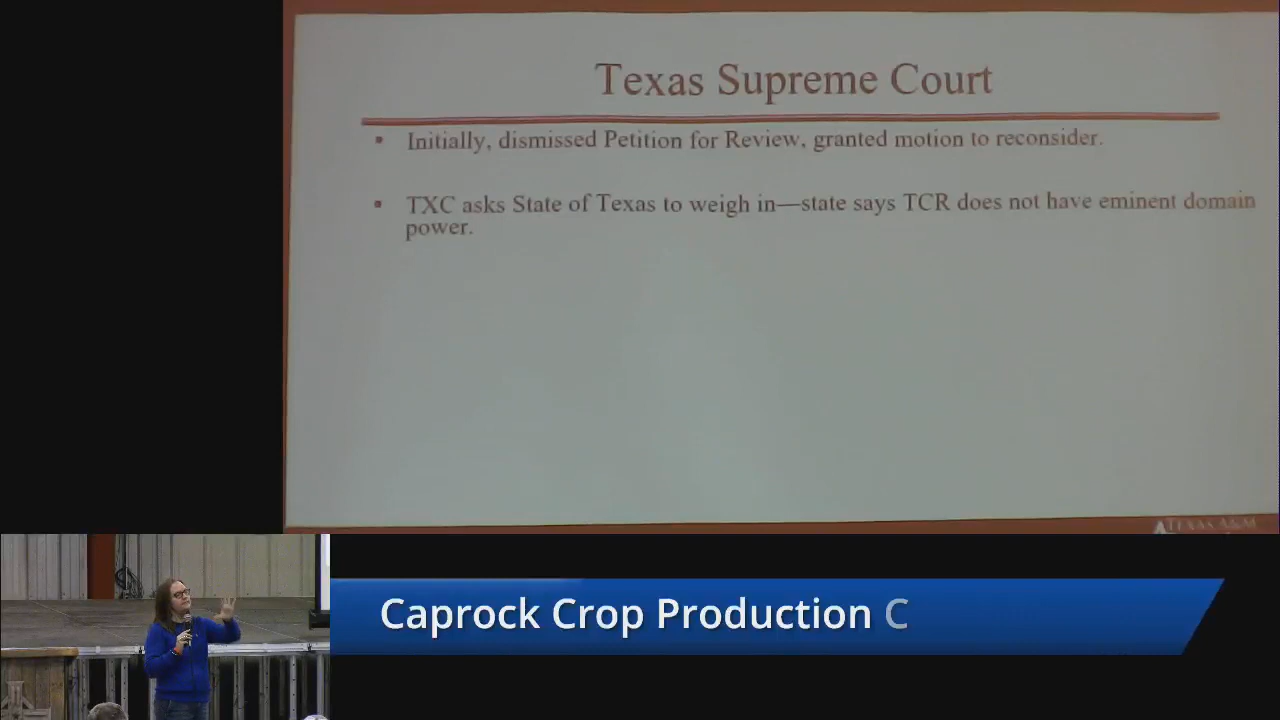 Texas Supreme Court
Initially, dismissed Petition for Review, granted motion to reconsider.
TXC asks State of Texas to weigh in—state says TCR does not have eminent domain
power.
TEXAS A&M
Caprock Crop Production C